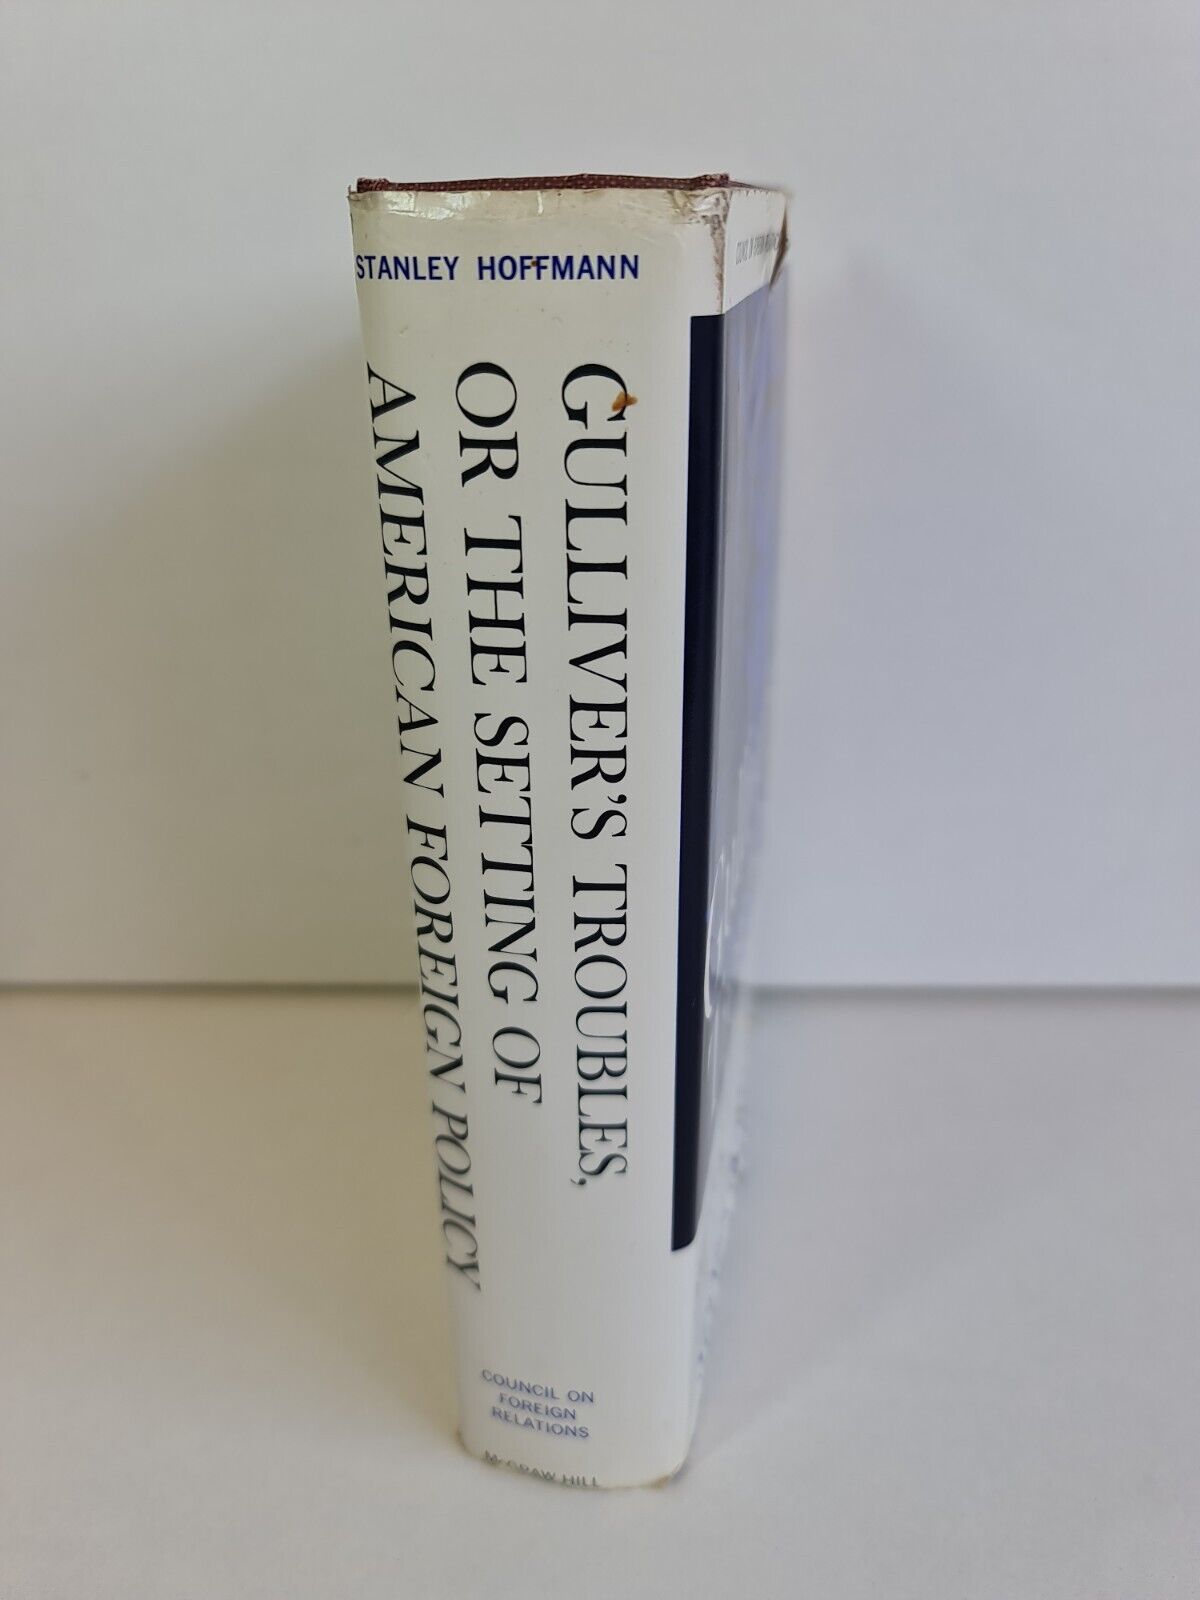 STANLEY HOFFMANN
GULLIVER'S TROUBLES,
OR THE SETTING OF
AMERICAN FOREIGN POLICY
COUNCIL ON
FOREIGN
RELATIONS
McGRAW HILL